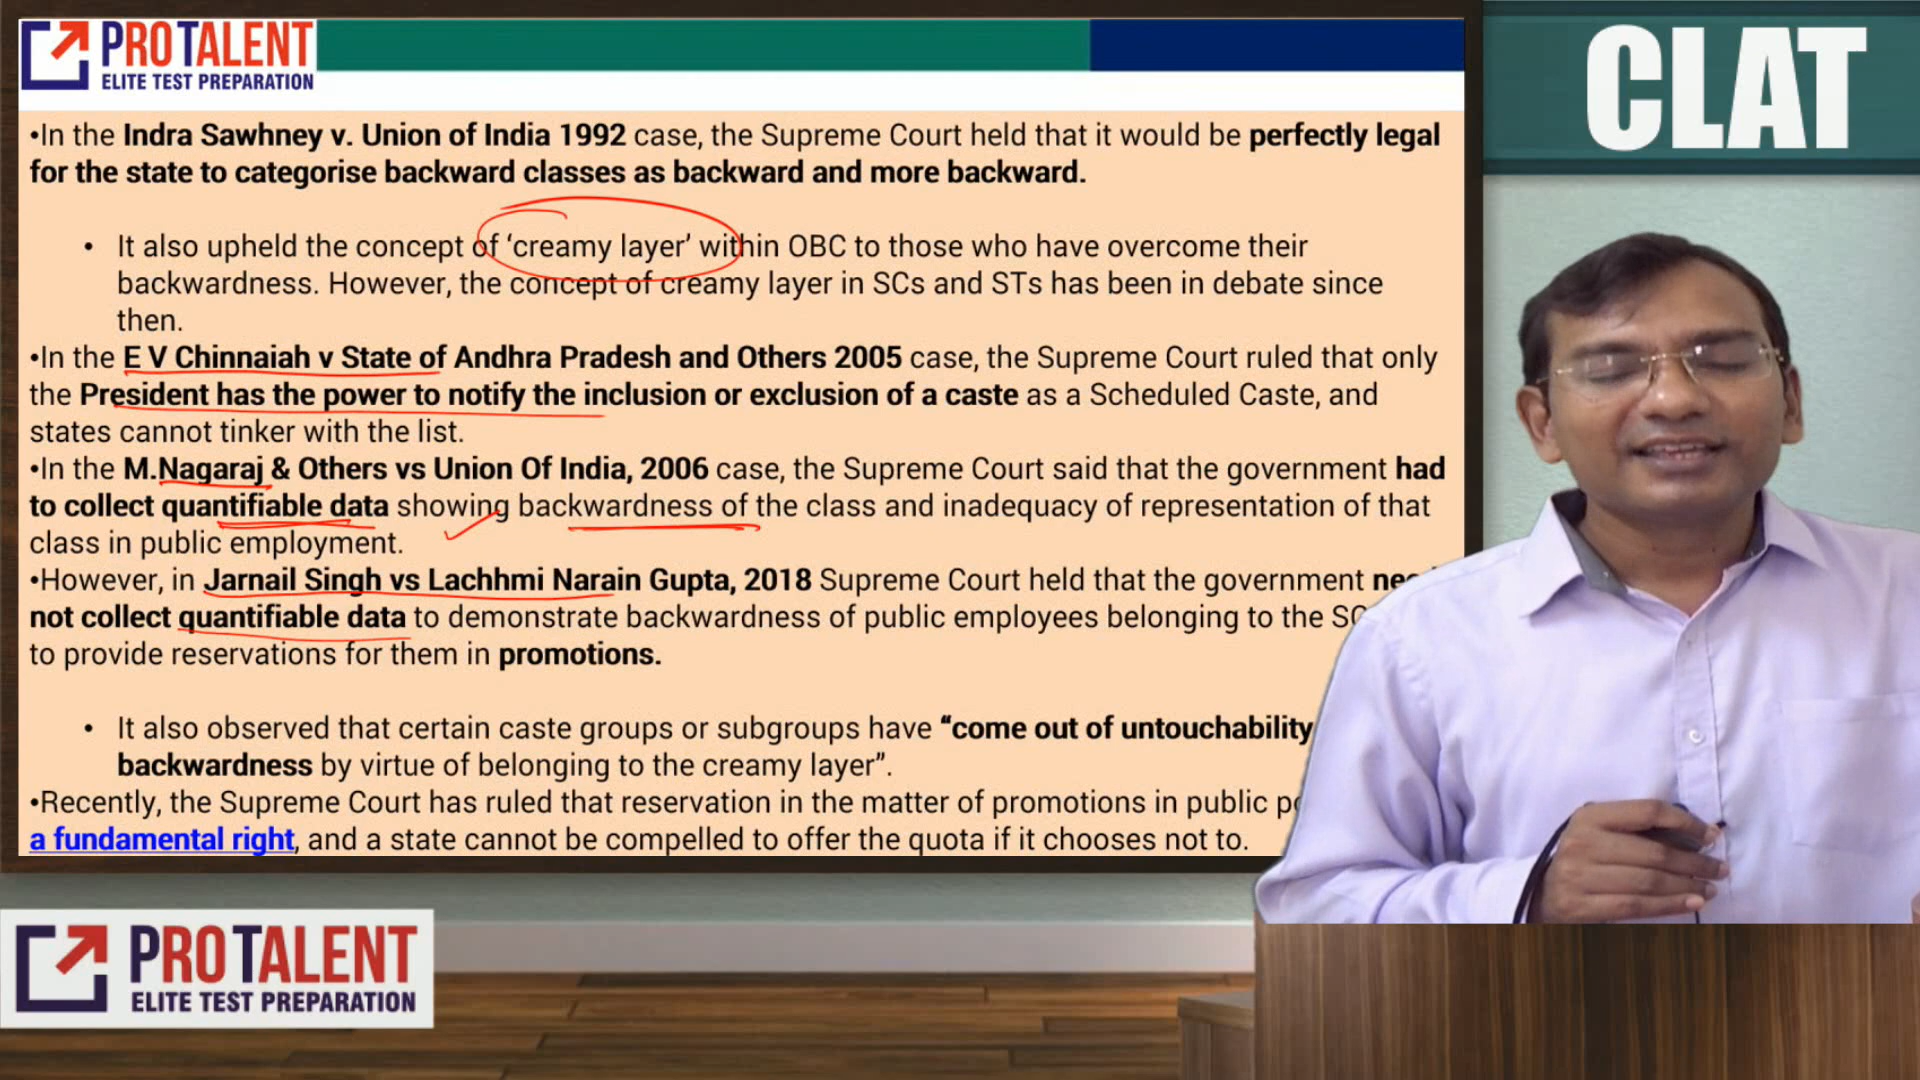 PROTALENT
ELITE TEST PREPARATION
CLAT
•In the Indra Sawhney v. Union of India 1992 case, the Supreme Court held that it would be perfectly legal
for the state to categorise backward classes as backward and more backward.
• It also upheld the concept of ‘creamy layer’ within OBC to those who have overcome their
backwardness. However, the concept of creamy layer in SCs and STs has been in debate since
then.
•In the E V Chinnaiah v State of Andhra Pradesh and Others 2005 case, the Supreme Court ruled that only
the President has the power to notify the inclusion or exclusion of a caste as a Scheduled Caste, and
states cannot tinker with the list.
•In the M.Nagaraj & Others vs Union Of India, 2006 case, the Supreme Court said that the government had
to collect quantifiable data showing backwardness of the class and inadequacy of representation of that
class in public employment.
•However, in Jarnail Singh vs Lachhmi Narain Gupta, 2018 Supreme Court held that the government
not collect quantifiable data to demonstrate backwardness of public employees belonging to the
to provide reservations for them in promotions.
• It also observed that certain caste groups or subgroups have “come out of untouchability
backwardness by virtue of belonging to the creamy layer”.
•Recently, the Supreme Court has ruled that reservation in the matter of promotions in public
a fundamental right, and a state cannot be compelled to offer the quota if it chooses not to.
PROTALENT
ELITE TEST PREPARATION